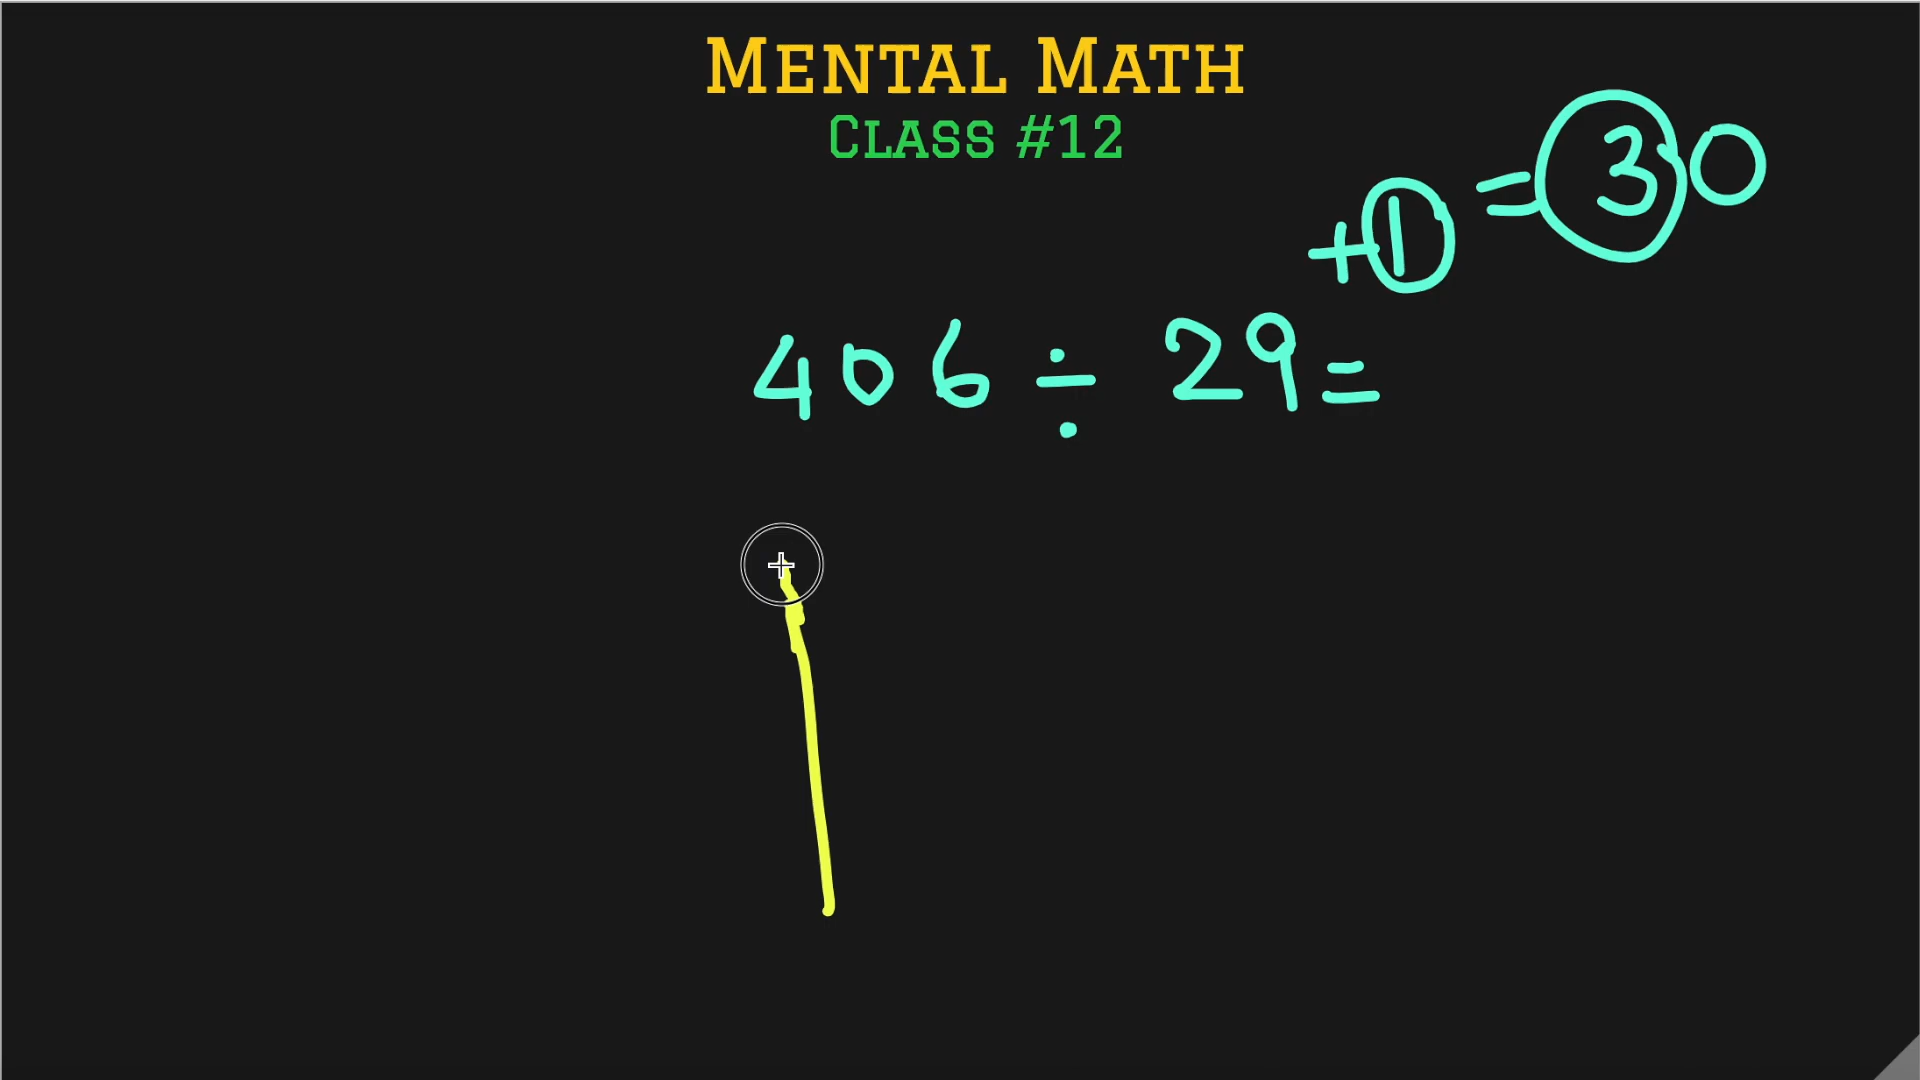 MENTAL MATH
CLASS #12
+1 = 30
406 ÷ 29 =